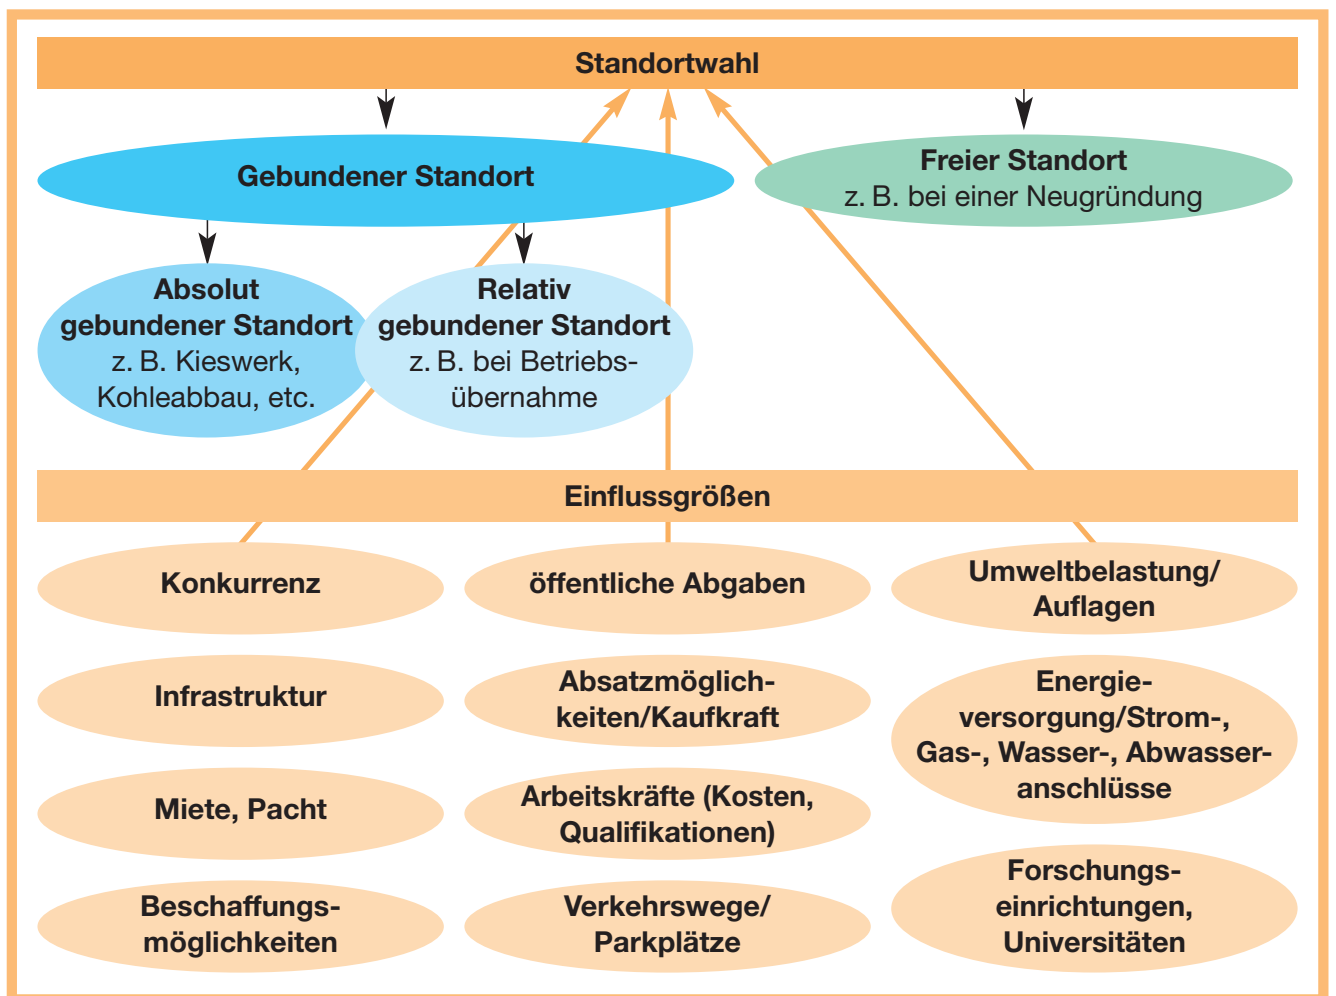 Standortwahl
Gebundener Standort
Freier Standort
z. B. bei einer Neugründung
Absolut
gebundener Standort
z. B. Kieswerk,
Kohleabbau, etc.
Relativ
gebundener Standort
z. B. bei Betriebs-
übernahme
Einflussgrößen
Konkurrenz
öffentliche Abgaben
Umweltbelastung/
Auflagen
Infrastruktur
Absatzmöglich-
keiten/Kaufkraft
Energie-
versorgung/Strom-,
Gas-, Wasser-, Abwasser-
anschlüsse
Miete, Pacht
Arbeitskräfte (Kosten,
Qualifikationen)
Forschungs-
einrichtungen,
Universitäten
Beschaffungs-
möglichkeiten
Verkehrswege/
Parkplätze